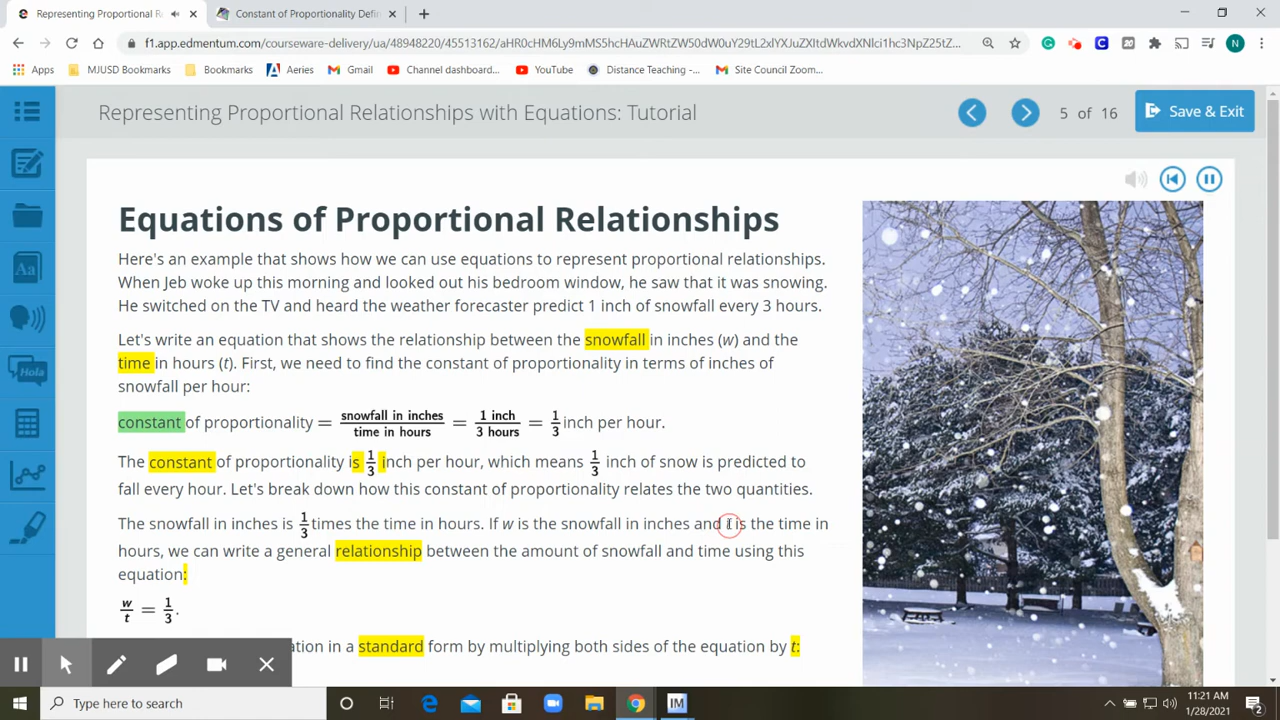 Representing Proportional R
Constant of Proportionality Defi
f1.app.edmentum.com/courseware-delivery/ua/48948220/45513162/
Apps MJUSD Bookmarks Bookmarks Aeries Gmail Channel dashboard... YouTube Distance Teaching -... Site Council Zoom...
N
Representing Proportional Relationships with Equations: Tutorial
5 of 16
Save & Exit
Aa
Hola
Equations of Proportional Relationships
Here's an example that shows how we can use equations to represent proportional relationships.
When Jeb woke up this morning and looked out his bedroom window, he saw that it was snowing.
He switched on the TV and heard the weather forecaster predict 1 inch of snowfall every 3 hours.
Let's write an equation that shows the relationship between the snowfall in inches (w) and the
time in hours (t). First, we need to find the constant of proportionality in terms of inches of
snowfall per hour:
constant of proportionality = snowfall in inches / time in hours = 1 inch / 3 hours = 1/3 inch per hour.
The constant of proportionality is 1/3 inch per hour, which means 1/3 inch of snow is predicted to
fall every hour. Let's break down how this constant of proportionality relates the two quantities.
The snowfall in inches is 1/3 times the time in hours. If w is the snowfall in inches and t is the time in
hours, we can write a general relationship between the amount of snowfall and time using this
equation:
w/t = 1/3.
ation in a standard form by multiplying both sides of the equation by t:
Type here to search
IM
11:21 AM
1/28/2021
2